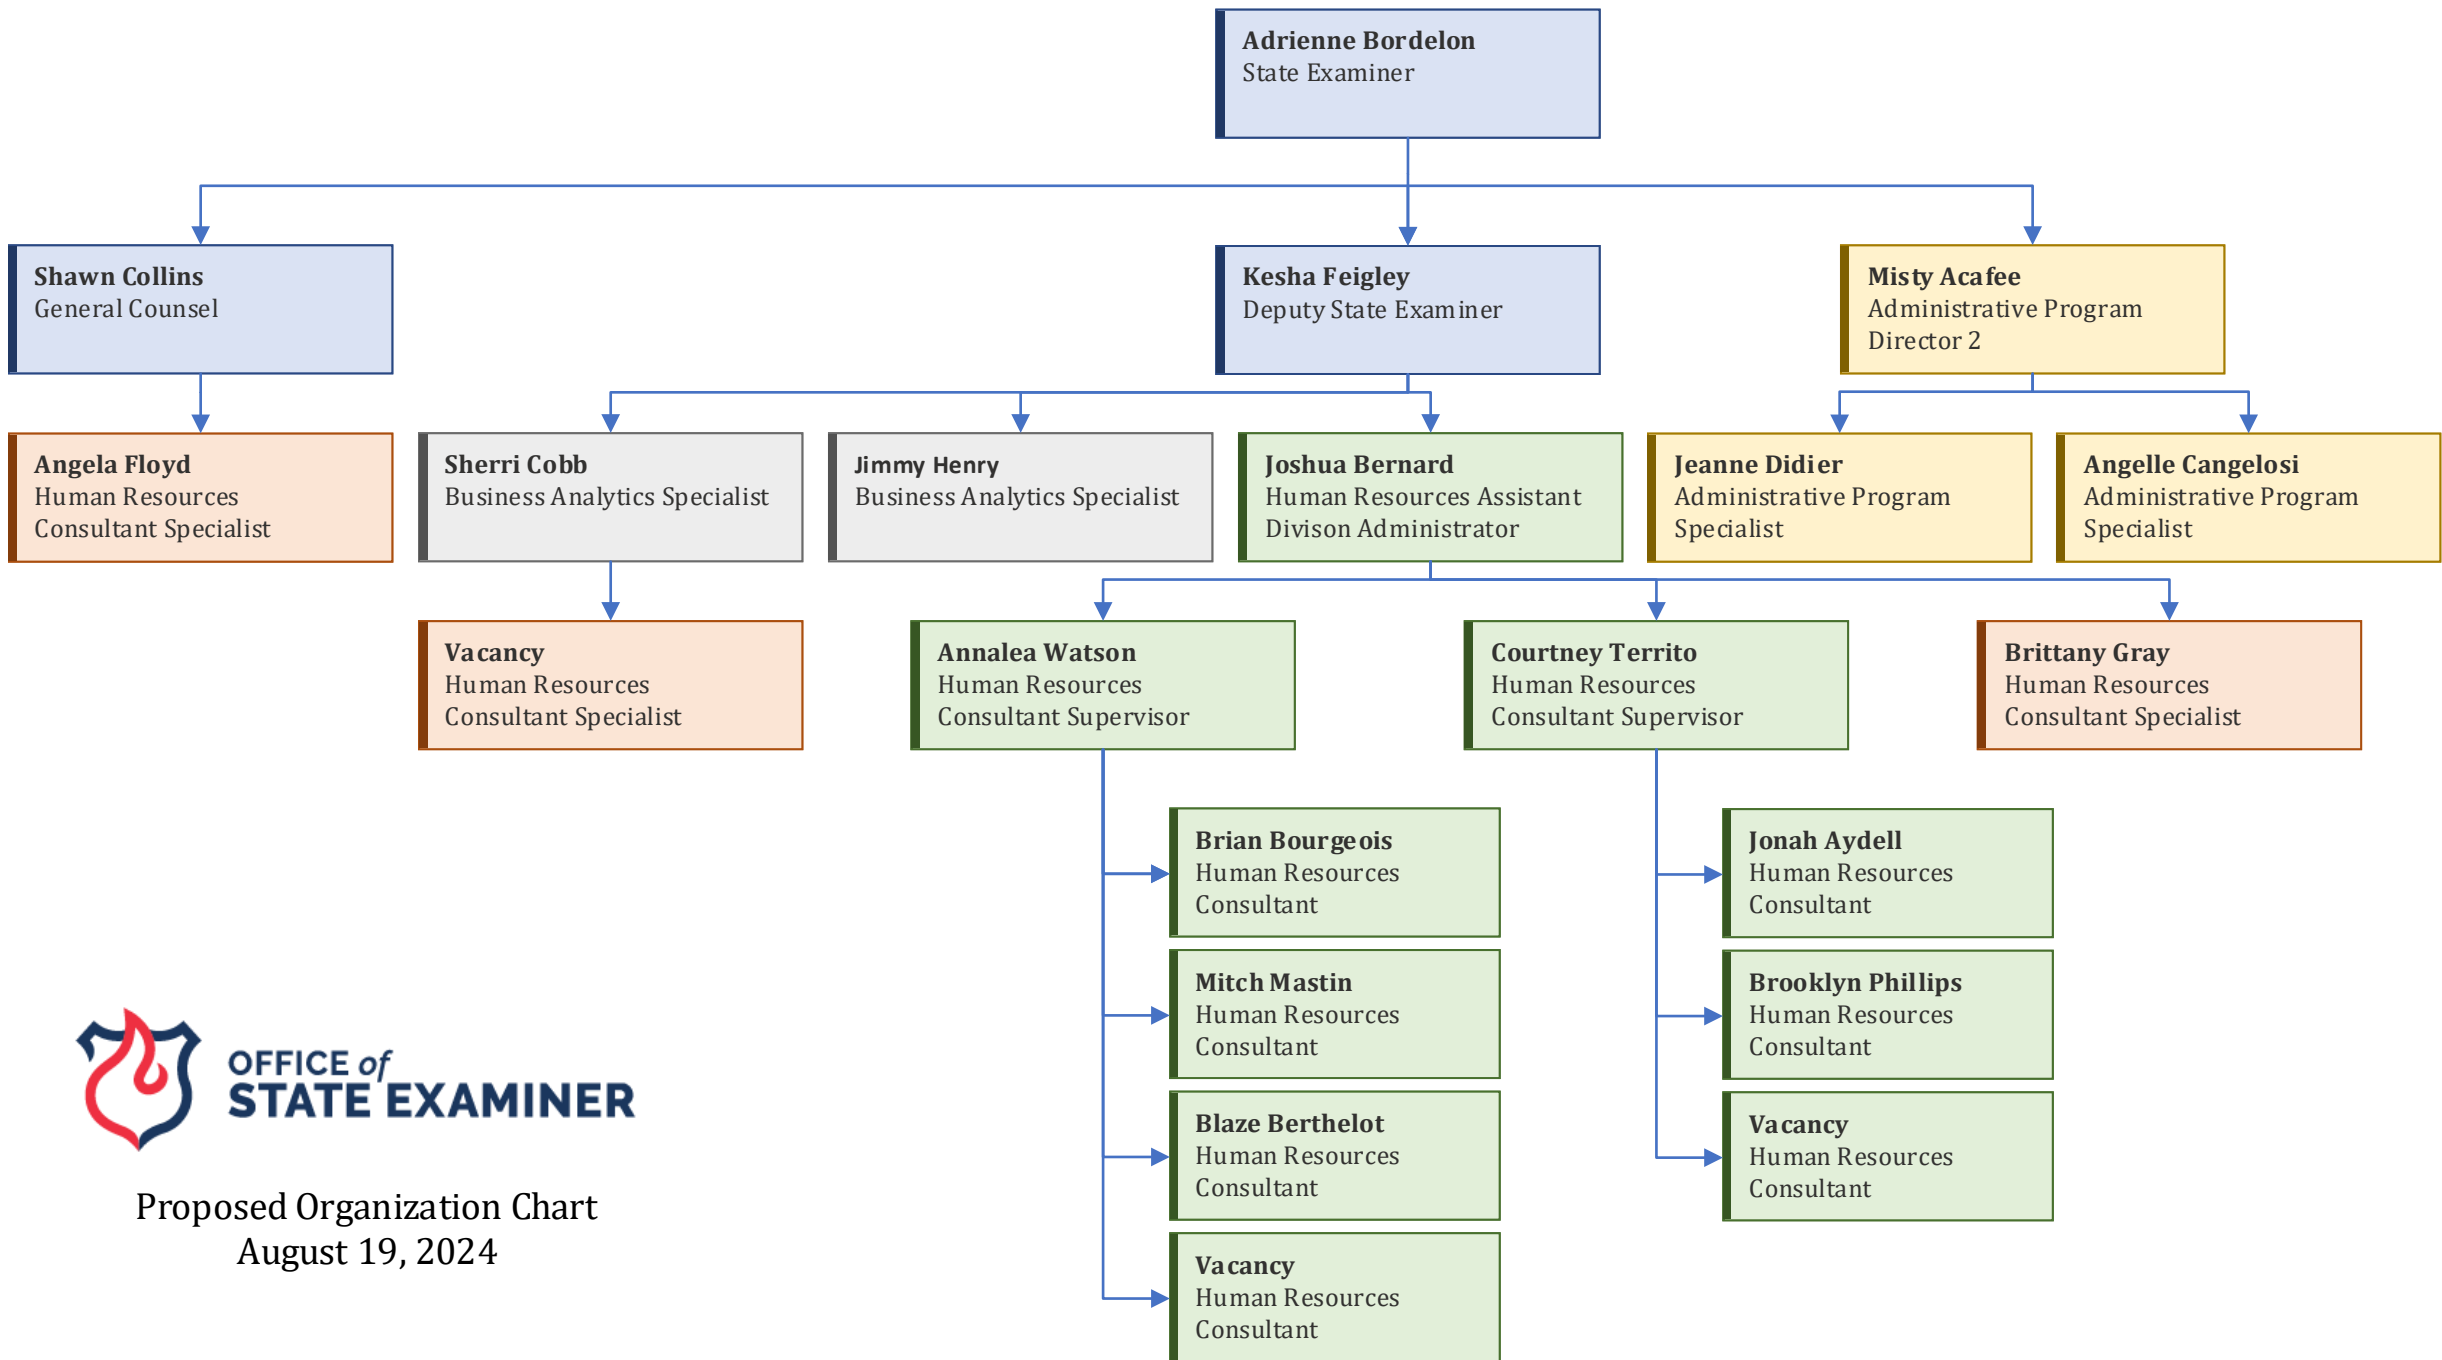 Adrienne Bordelon
State Examiner
Shawn Collins
General Counsel
Kesha Feigley
Deputy State Examiner
Misty Acafee
Administrative Program
Director 2
Angela Floyd
Human Resources
Consultant Specialist
Sherri Cobb
Business Analytics Specialist
Jimmy Henry
Business Analytics Specialist
Joshua Bernard
Human Resources Assistant
Divison Administrator
Jeanne Didier
Administrative Program
Specialist
Angelle Cangelosi
Administrative Program
Specialist
Vacancy
Human Resources
Consultant Specialist
Annalea Watson
Human Resources
Consultant Supervisor
Courtney Territo
Human Resources
Consultant Supervisor
Brittany Gray
Human Resources
Consultant Specialist
Brian Bourgeois
Human Resources
Consultant
Mitch Mastin
Human Resources
Consultant
Blaze Berthelot
Human Resources
Consultant
Vacancy
Human Resources
Consultant
Jonah Aydell
Human Resources
Consultant
Brooklyn Phillips
Human Resources
Consultant
Vacancy
Human Resources
Consultant
OFFICE of
STATE EXAMINER
Proposed Organization Chart
August 19, 2024